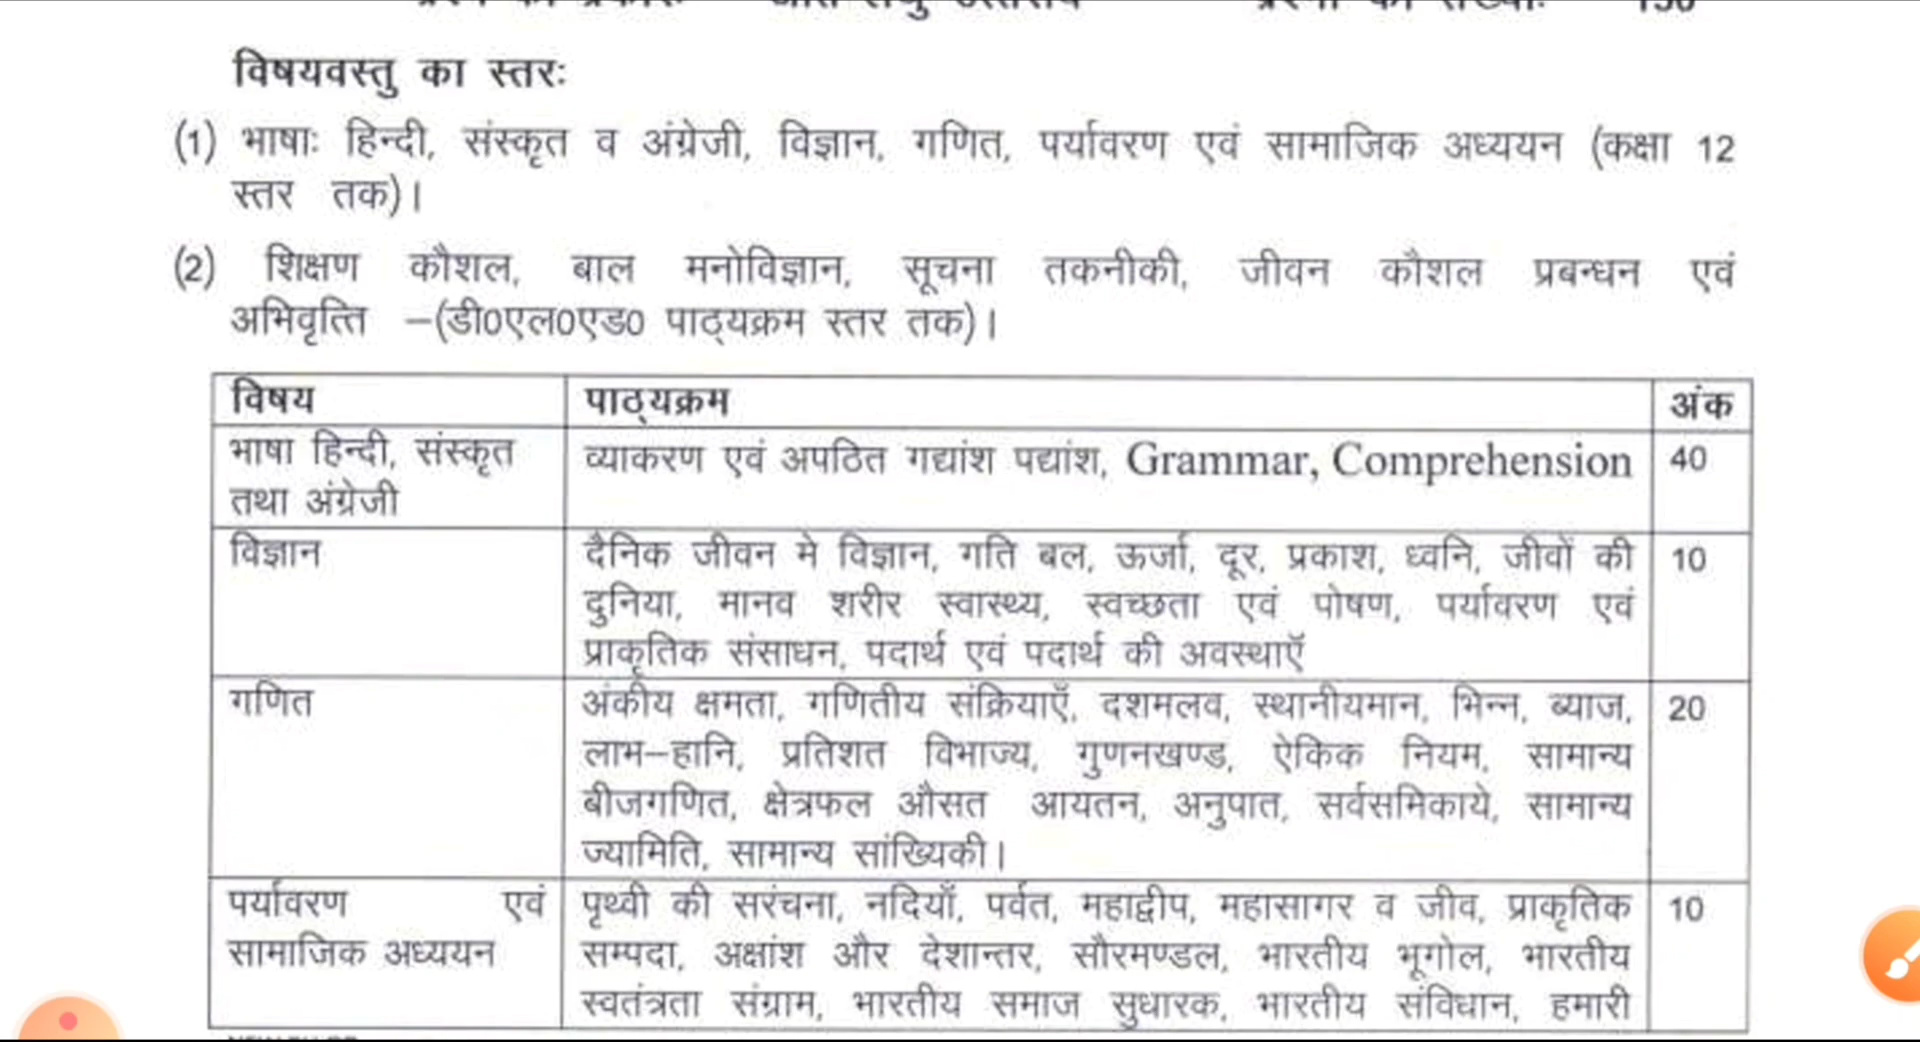 विषयवस्तु का स्तरः
(1) भाषाः हिन्दी, संस्कृत व अंग्रेजी, विज्ञान, गणित, पर्यावरण एवं सामाजिक अध्ययन (कक्षा 12
स्तर तक)।
(2) शिक्षण कौशल, बाल मनोविज्ञान, सूचना तकनीकी, जीवन कौशल प्रबन्धन एवं
अभिवृत्ति –(डी0एल0एड0 पाठ्यक्रम स्तर तक)।
विषय पाठ्यक्रम अंक
भाषा हिन्दी, संस्कृत व्याकरण एवं अपठित गद्यांश पद्यांश, Grammar, Comprehension 40
तथा अंग्रेजी
विज्ञान दैनिक जीवन मे विज्ञान, गति बल, ऊर्जा, दूर, प्रकाश, ध्वनि, जीवों की 10
दुनिया, मानव शरीर स्वास्थ्य, स्वच्छता एवं पोषण, पर्यावरण एवं
प्राकृतिक संसाधन, पदार्थ एवं पदार्थ की अवस्थाऍ
गणित अंकीय क्षमता, गणितीय संक्रियाएँ, दशमलव, स्थानीयमान, भिन्न, ब्याज, 20
लाभ–हानि, प्रतिशत विभाज्य, गुणनखण्ड, ऐकिक नियम, सामान्य
बीजगणित, क्षेत्रफल औसत आयतन, अनुपात, सर्वसमिकाये, सामान्य
ज्यामिति, सामान्य सांख्यिकी।
पर्यावरण एवं पृथ्वी की सरंचना, नदियाँ, पर्वत, महाद्वीप, महासागर व जीव, प्राकृतिक 10
सामाजिक अध्ययन सम्पदा, अक्षांश और देशान्तर, सौरमण्डल, भारतीय भूगोल, भारतीय
स्वतंत्रता संग्राम, भारतीय समाज सुधारक, भारतीय संविधान, हमारी